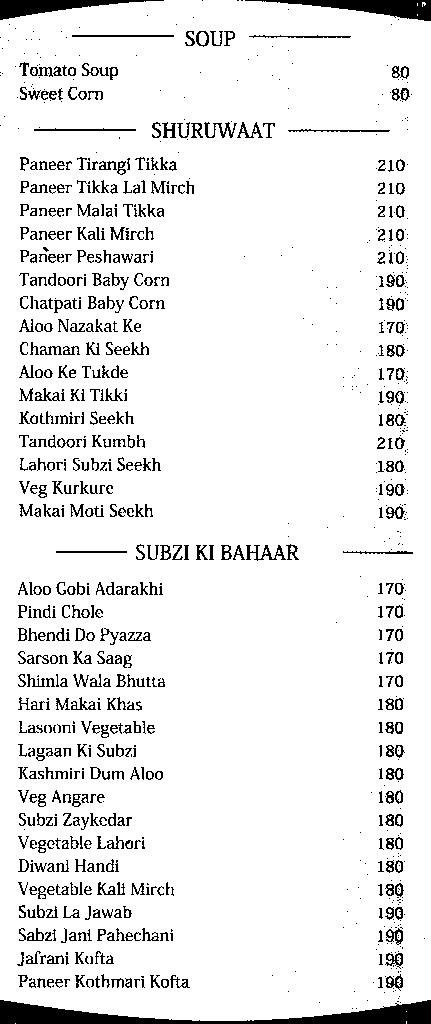 SOUP
Tomato Soup 80
Sweet Corn 80
SHURUWAAT
Paneer Tirangi Tikka 210
Paneer Tikka Lal Mirch 210
Paneer Malai Tikka 210
Paneer Kali Mirch 210
Paneer Peshawari 210
Tandoori Baby Corn 190
Chatpati Baby Corn 190
Aloo Nazakat Ke 170
Chaman Ki Seekh 180
Aloo Ke Tukde 170
Makai Ki Tikki 190
Kothmiri Seekh 180
Tandoori Kumbh 210
Lahori Subzi Seekh 180
Veg Kurkure 190
Makai Moti Seekh 190
SUBZI KI BAHAAR
Aloo Gobi Adarakhi 170
Pindi Chole 170
Bhendi Do Pyazza 170
Sarson Ka Saag 170
Shimla Wala Bhutta 170
Hari Makai Khas 180
Lasooni Vegetable 180
Lagaan Ki Subzi 180
Kashmiri Dum Aloo 180
Veg Angare 180
Subzi Zaykedar 180
Vegetable Lahori 180
Diwani Handi 180
Vegetable Kali Mirch 180
Subzi La Jawab 190
Sabzi Jani Pahechani 190
Jafrani Kofta 190
Paneer Kothmari Kofta 190